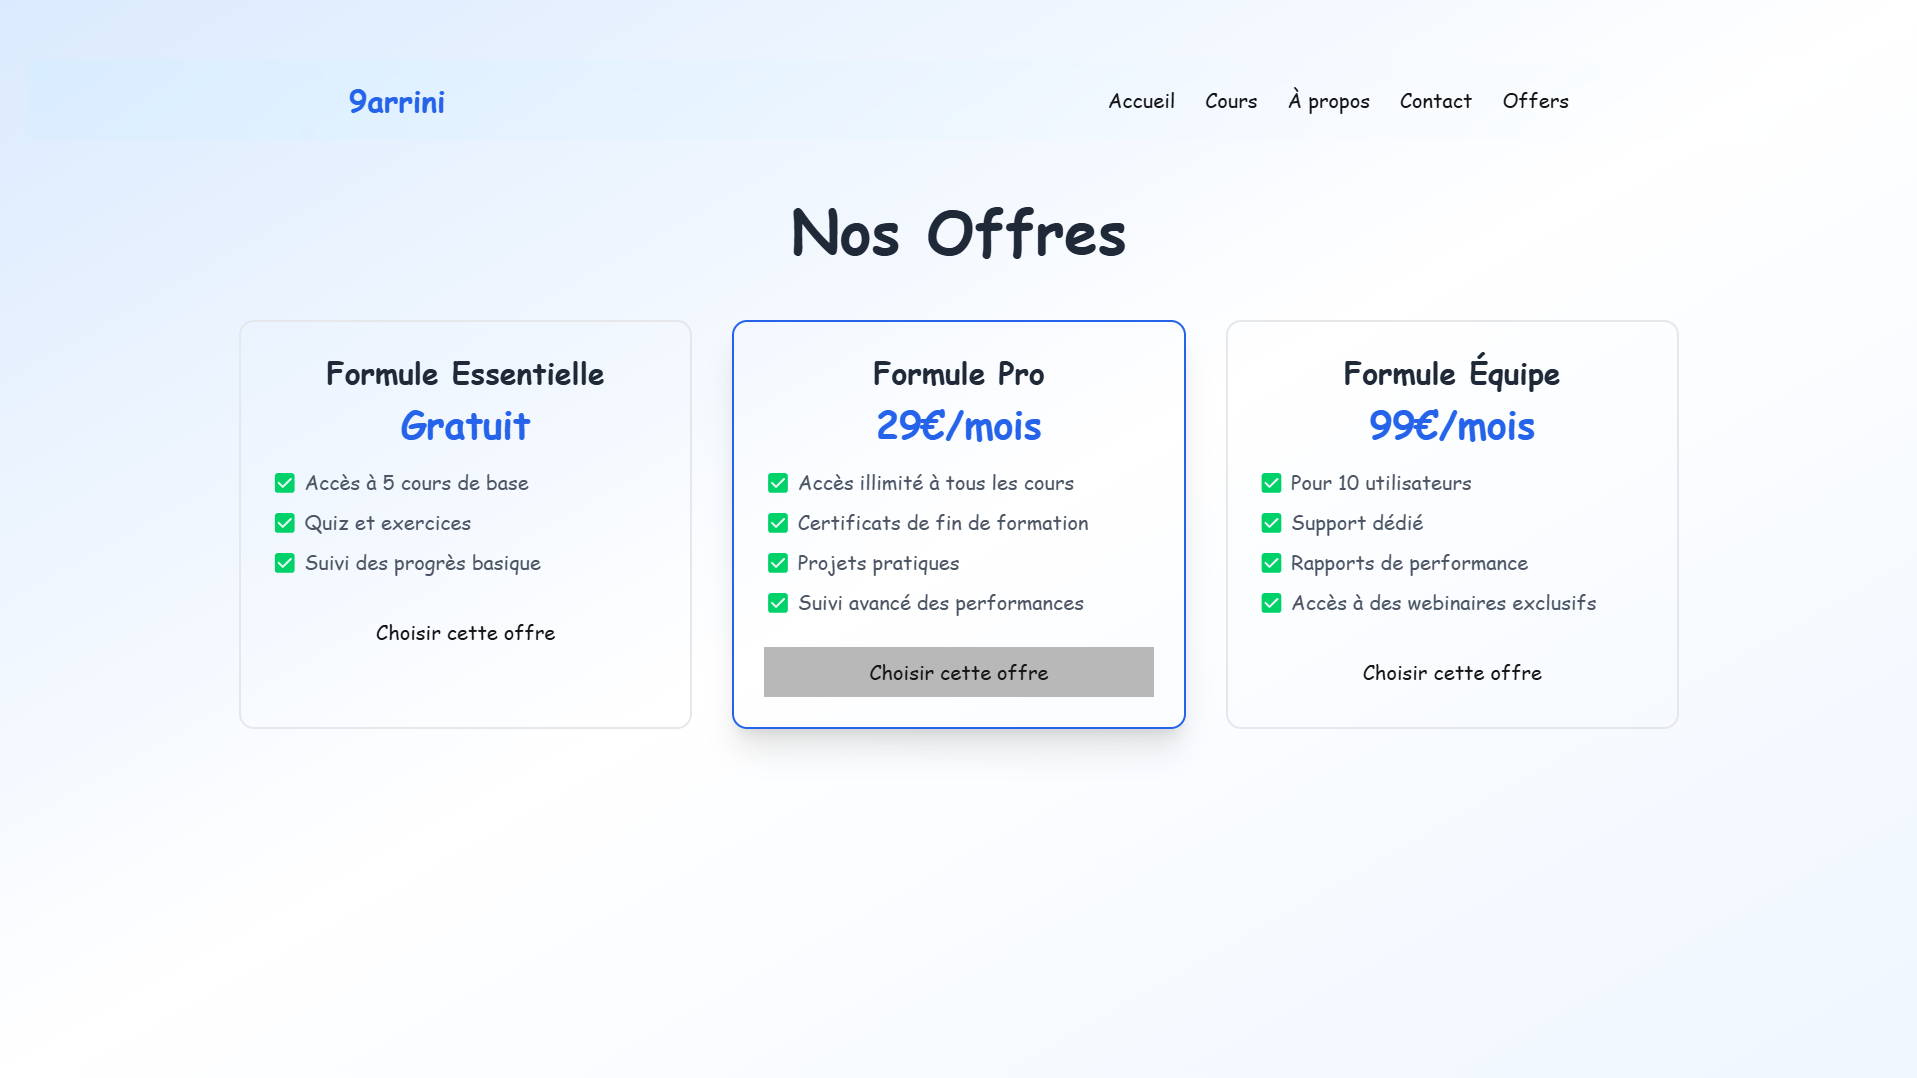 9arrini
Accueil Cours À propos Contact Offers
Nos Offres
Formule Essentielle
Gratuit
Accès à 5 cours de base
Quiz et exercices
Suivi des progrès basique
Choisir cette offre
Formule Pro
29€/mois
Accès illimité à tous les cours
Certificats de fin de formation
Projets pratiques
Suivi avancé des performances
Choisir cette offre
Formule Équipe
99€/mois
Pour 10 utilisateurs
Support dédié
Rapports de performance
Accès à des webinaires exclusifs
Choisir cette offre